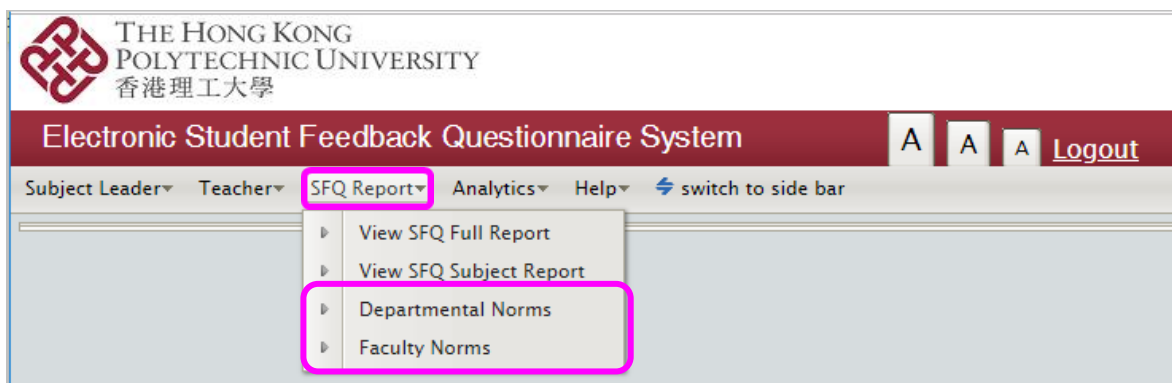 THE HONG KONG
POLYTECHNIC UNIVERSITY
香港理工大學
Electronic Student Feedback Questionnaire System
A A A Logout
Subject Leader Teacher SFQ Report Analytics Help switch to side bar
View SFQ Full Report
View SFQ Subject Report
Departmental Norms
Faculty Norms